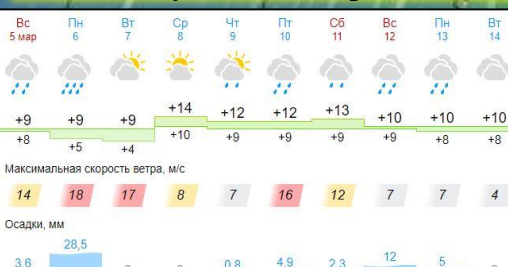 Вс Пн Вт Ср Чт Пт Сб Вс Пн Вт
5 мар 6 7 8 9 10 11 12 13 14
+9 +9 +9 +14 +12 +12 +13 +10 +10 +10
+8 +5 +4 +10 +9 +9 +9 +9 +8 +8
Максимальная скорость ветра, м/с
14 18 17 8 7 16 12 7 7 4
Осадки, мм
28,5
3,6 0,8 4,9 2,3 12 5